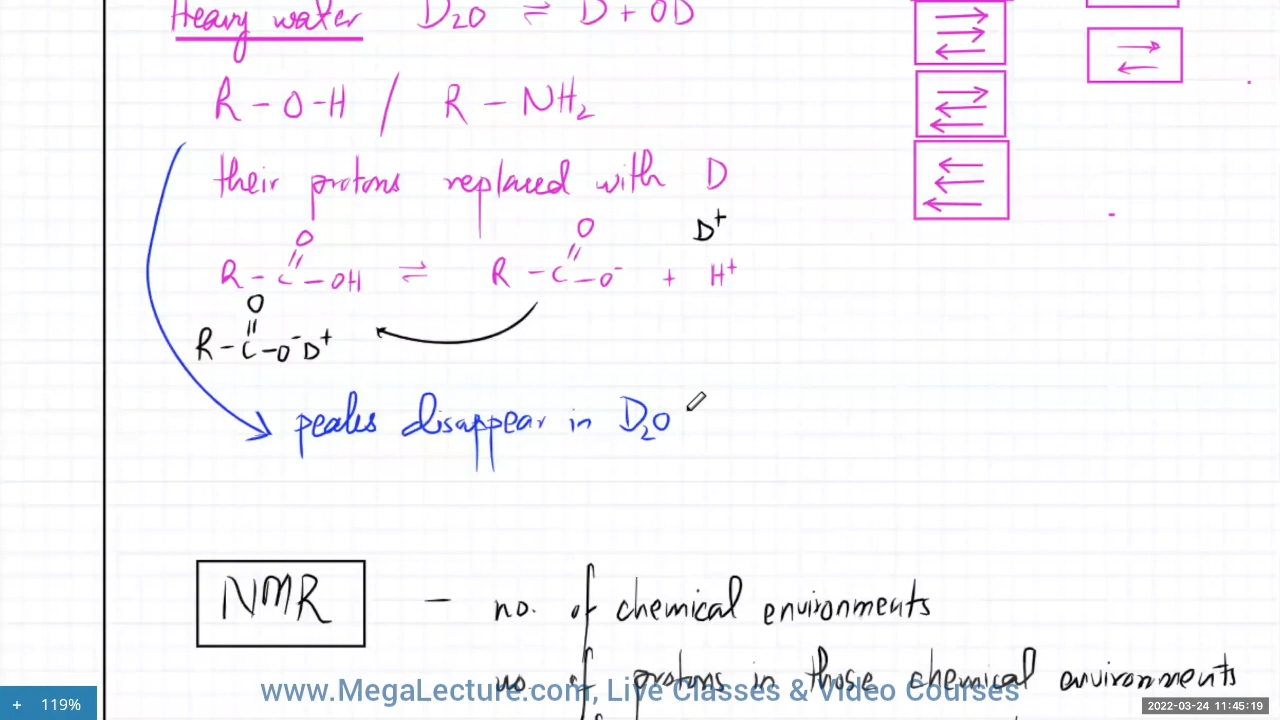 Heavy water D₂O ⇌ D + OD
R - O - H / R - NH₂
their protons replaced with D
D⁺
O O
R - C - OH ⇌ R - C - O⁻ + H⁺
O
R - C - O⁻ D⁺
peaks disappear in D₂O
NMR - no. of chemical environments
no. of protons in those chemical environments
www.MegaLecture.com, Live Classes & Video Courses
+ 119%
2022-03-24 11:45:19